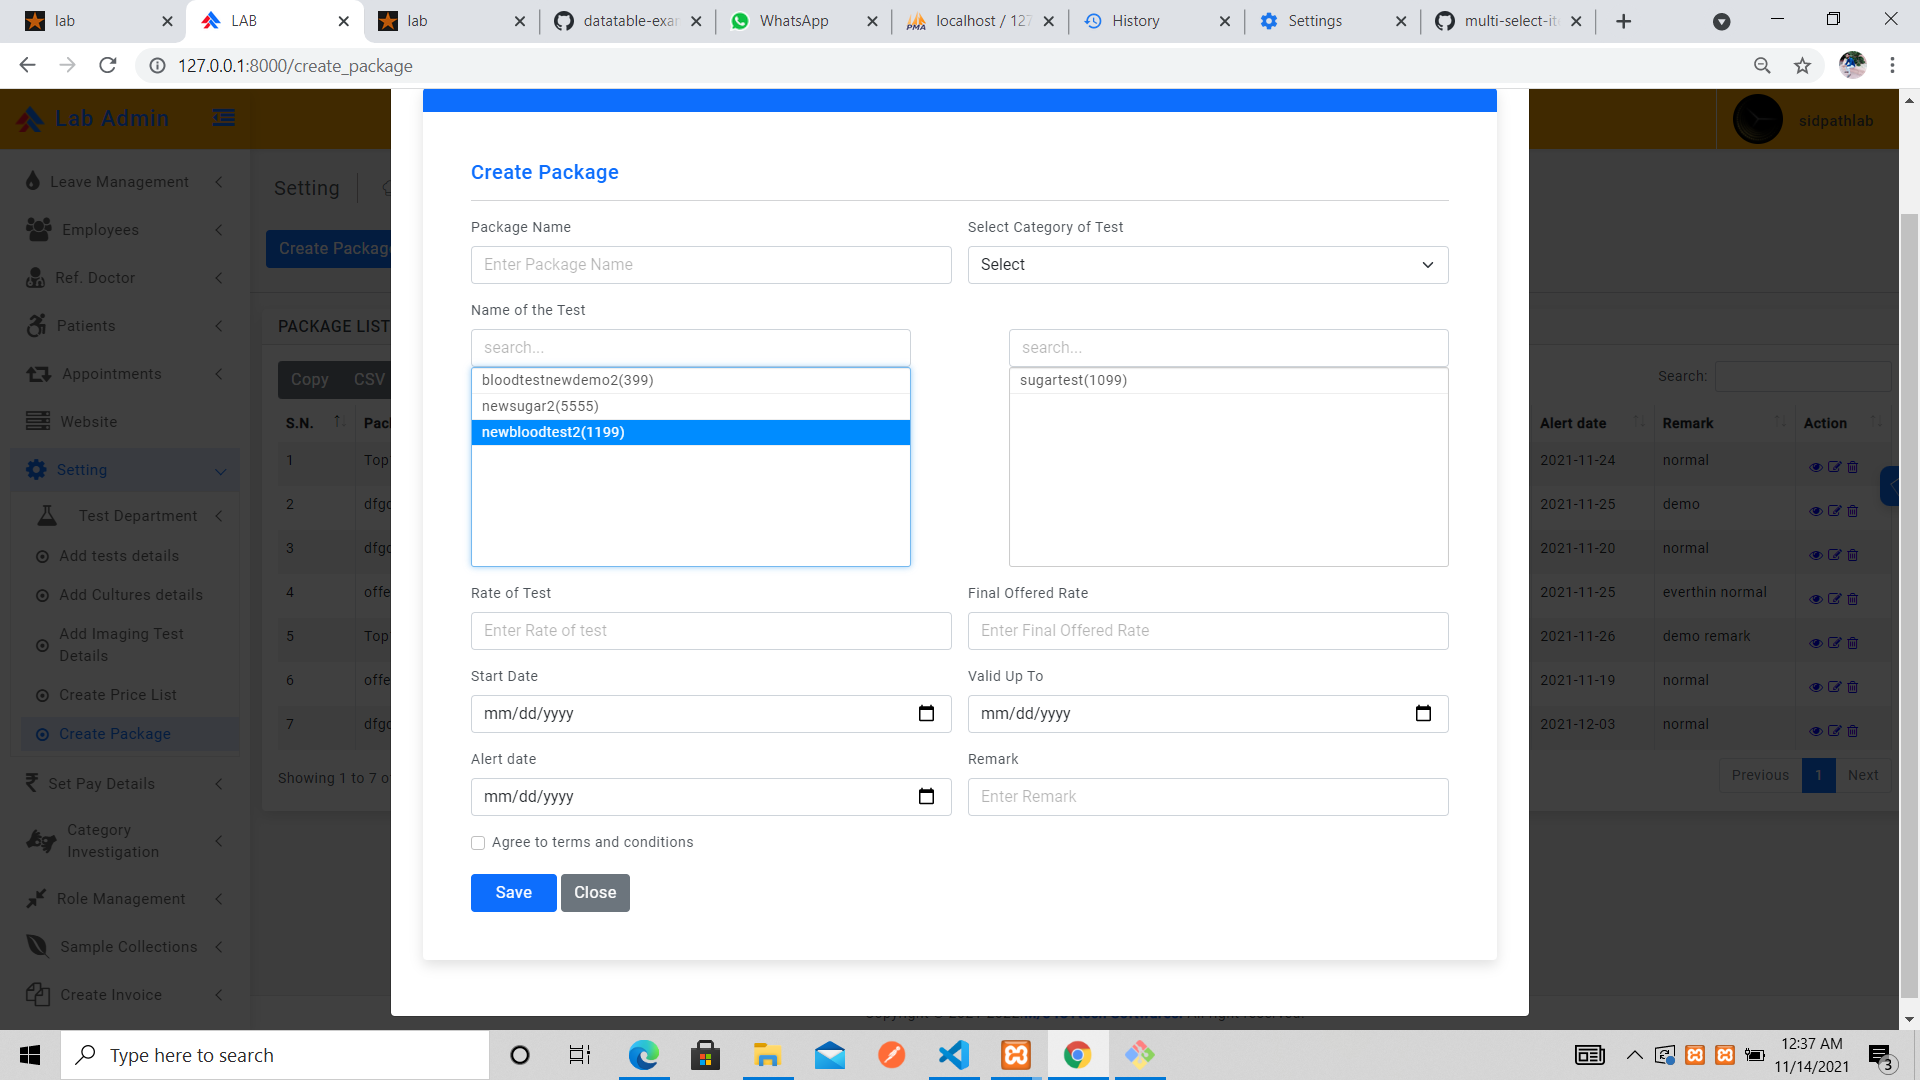 lab
LAB
lab
datatable-exa
WhatsApp
localhost / 127
History
Settings
multi-select-it
127.0.0.1:8000/create_package
Lab Admin
sidpathlab
Leave Management
Employees
Ref. Doctor
Patients
Appointments
Website
Setting
Test Department
Add tests details
Add Cultures details
Add Imaging Test
Details
Create Price List
Create Package
Set Pay Details
Category
Investigation
Role Management
Sample Collections
Create Invoice
Setting
Create Package
PACKAGE LIST
Copy CSV
S.N. Pac
1 Top
2 dfgd
3 dfgd
4 offe
5 Top
6 offe
7 dfgd
Showing 1 to 7 o
Create Package
Package Name
Select Category of Test
Enter Package Name
Select
Name of the Test
search...
search...
bloodtestnewdemo2(399)
newsugar2(5555)
newbloodtest2(1199)
sugartest(1099)
Rate of Test
Final Offered Rate
Enter Rate of test
Enter Final Offered Rate
Start Date
Valid Up To
mm/dd/yyyy
mm/dd/yyyy
Alert date
Remark
mm/dd/yyyy
Enter Remark
Agree to terms and conditions
Save
Close
Search:
Alert date Remark Action
2021-11-24 normal
2021-11-25 demo
2021-11-20 normal
2021-11-25 everthin normal
2021-11-26 demo remark
2021-11-19 normal
2021-12-03 normal
Previous 1 Next
Type here to search
12:37 AM
11/14/2021
3